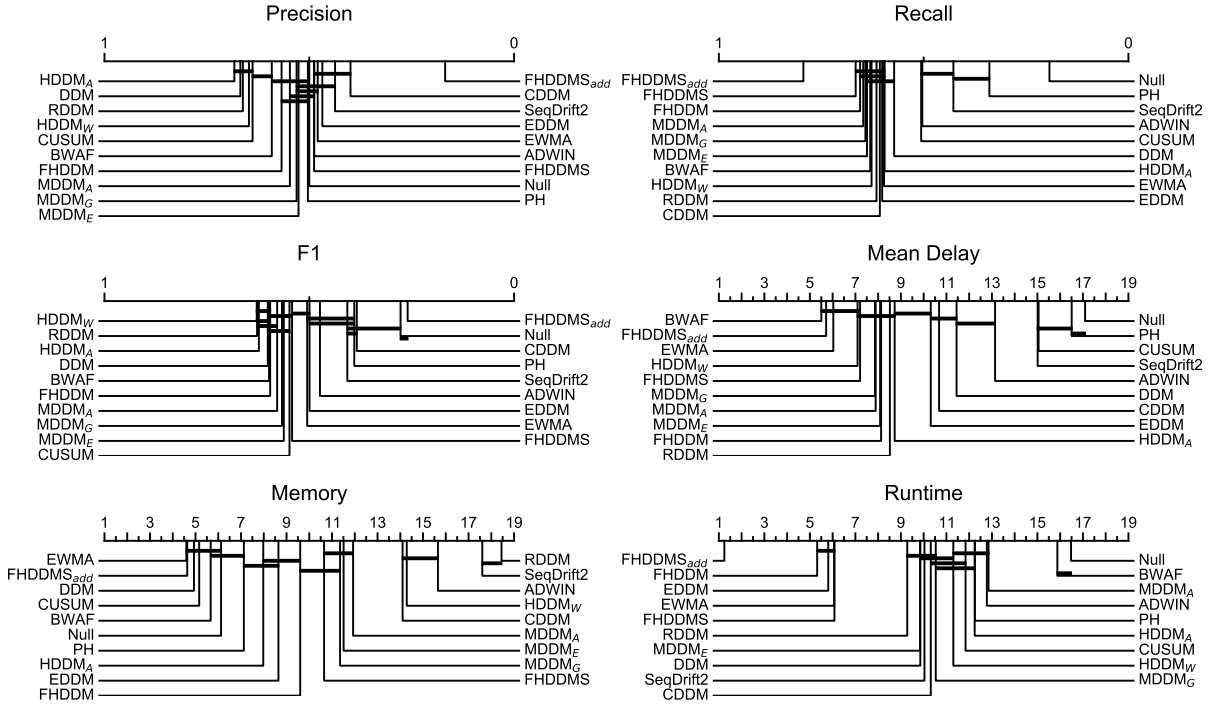 Precision
1 0
HDDM_A FHDDMS_add
DDM CDDM
RDDM SeqDrift2
HDDM_W EDDM
CUSUM EWMA
BWAF ADWIN
FHDDM FHDDMS
MDDM_A Null
MDDM_G PH
MDDM_E
Recall
1 0
FHDDMS_add Null
FHDDMS PH
FHDDM SeqDrift2
MDDM_A ADWIN
MDDM_G CUSUM
MDDM_E DDM
BWAF HDDM_A
HDDM_W EWMA
RDDM EDDM
CDDM
F1
1 0
HDDM_W FHDDMS_add
RDDM Null
HDDM_A CDDM
DDM PH
BWAF SeqDrift2
FHDDM ADWIN
MDDM_A EDDM
MDDM_G EWMA
MDDM_E FHDDMS
CUSUM
Mean Delay
1 3 5 7 9 11 13 15 17 19
BWAF Null
FHDDMS_add PH
EWMA CUSUM
HDDM_W SeqDrift2
FHDDMS ADWIN
MDDM_G DDM
MDDM_A CDDM
MDDM_E EDDM
FHDDM HDDM_A
RDDM
Memory
1 3 5 7 9 11 13 15 17 19
EWMA RDDM
FHDDMS_add SeqDrift2
DDM ADWIN
CUSUM HDDM_W
BWAF CDDM
Null MDDM_A
PH MDDM_E
HDDM_A MDDM_G
EDDM FHDDMS
FHDDM
Runtime
1 3 5 7 9 11 13 15 17 19
FHDDMS_add Null
FHDDM BWAF
EDDM MDDM_A
EWMA ADWIN
FHDDMS PH
RDDM HDDM_A
MDDM_E CUSUM
DDM HDDM_W
SeqDrift2 MDDM_G
CDDM